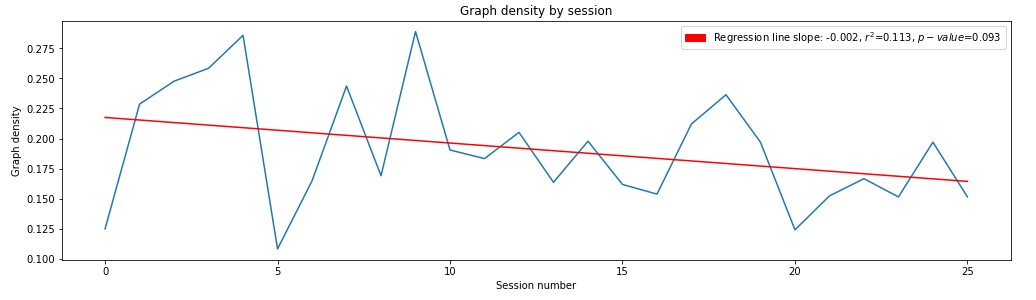 Graph density by session
Regression line slope: -0.002, r²=0.113, p − value=0.093
Graph density
0.275
0.250
0.225
0.200
0.175
0.150
0.125
0.100
0 5 10 15 20 25
Session number